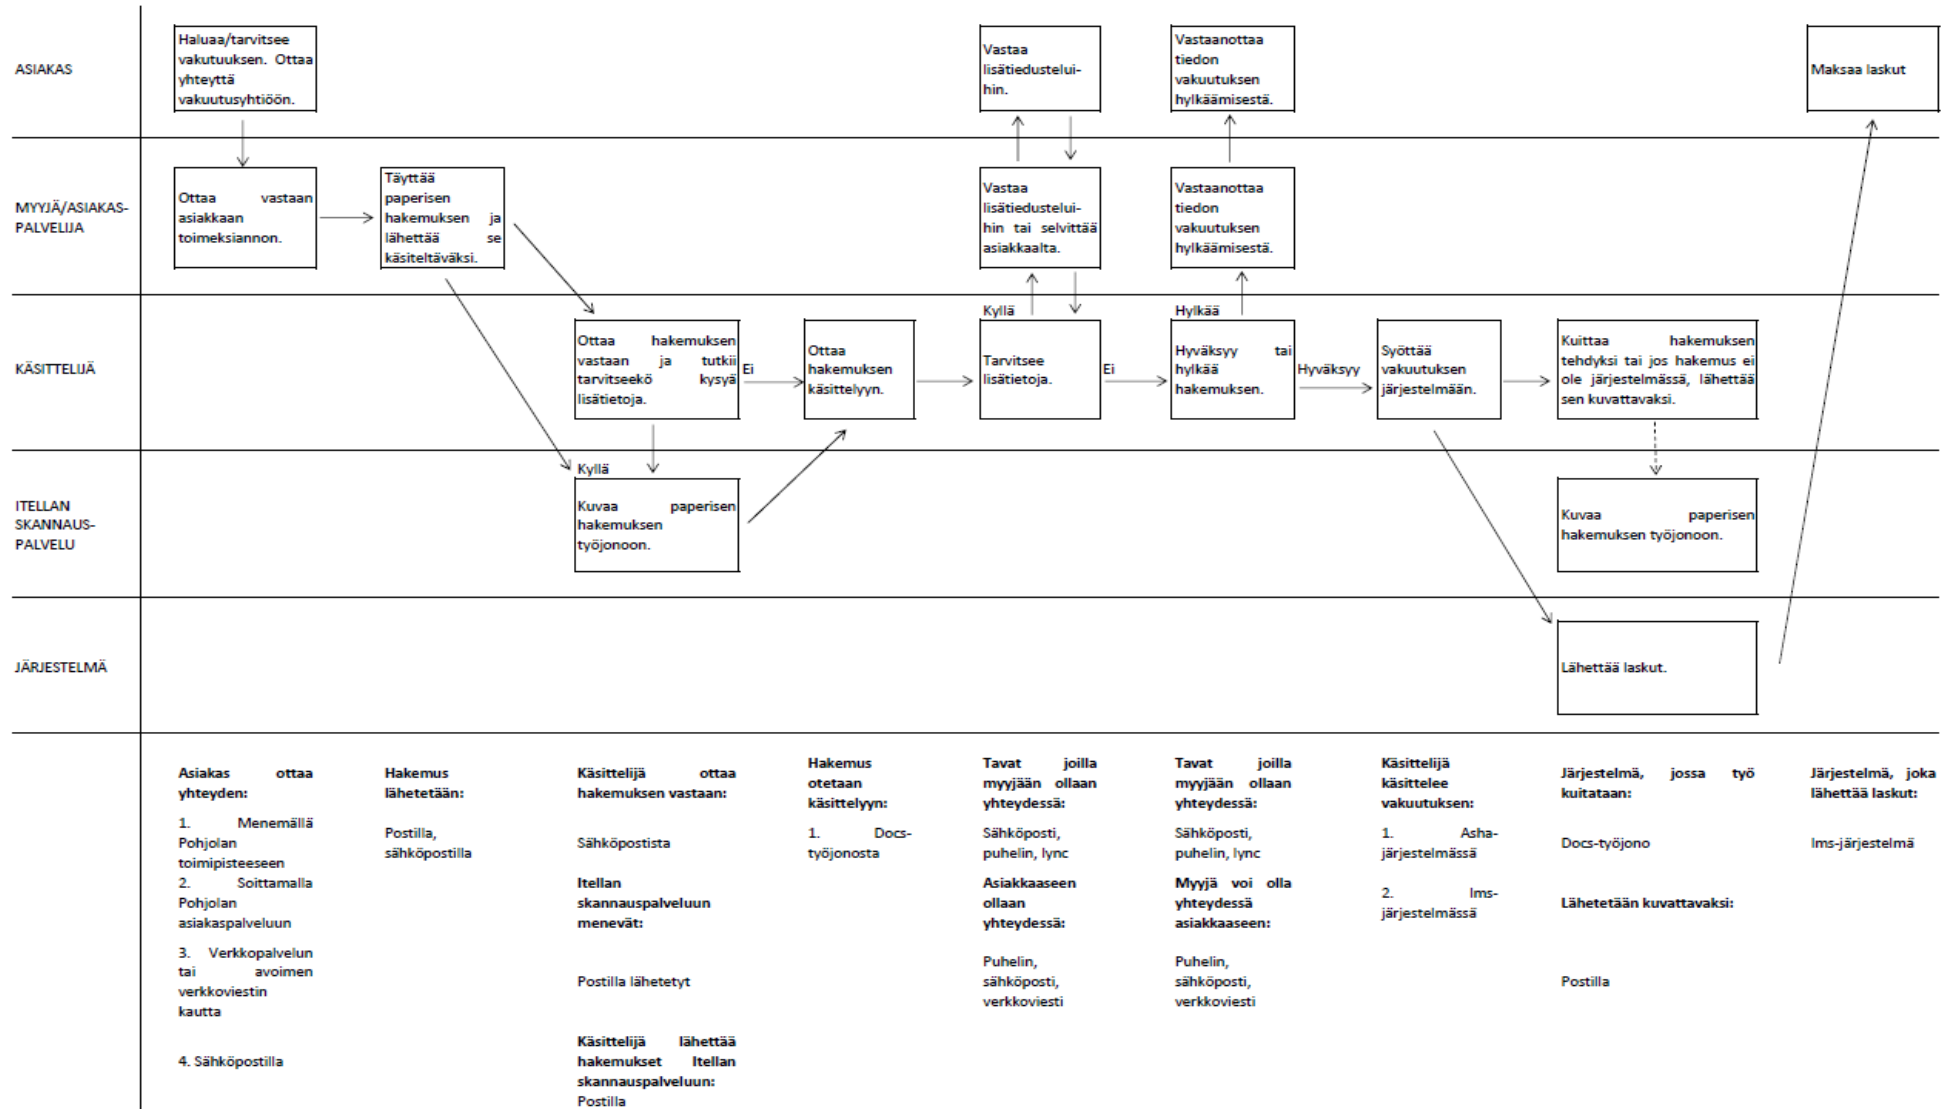 ASIAKAS
Haluaa/tarvitsee
vakutuuksen. Ottaa
yhteyttä
vakuutusyhtiöön.
Vastaa
lisätiedustelui-
hin.
Vastaanottaa
tiedon
vakuutuksen
hylkäämisestä.
Maksaa laskut
MYYJÄ/ASIAKAS-
PALVELIJA
Ottaa vastaan
asiakkaan
toimeksiannon.
Täyttää
paperisen
hakemuksen ja
lähettää se
käsiteltäväksi.
Vastaa
lisätiedustelui-
hin tai selvittää
asiakkaalta.
Vastaanottaa
tiedon
vakuutuksen
hylkäämisestä.
KÄSITTELIJÄ
Ottaa hakemuksen
vastaan ja tutkii
tarvitseekö kysyä
lisätietoja.
Ei
Ottaa
hakemuksen
käsittelyyn.
Kyllä
Tarvitsee
lisätietoja.
Ei
Hylkää
Hyväksyy tai
hylkää
hakemuksen.
Hyväksyy
Syöttää
vakuutuksen
järjestelmään.
Kuittaa hakemuksen
tehdyksi tai jos hakemus ei
ole järjestelmässä, lähettää
sen kuvattavaksi.
ITELLAN
SKANNAUS-
PALVELU
Kyllä
Kuvaa paperisen
hakemuksen
työjonoon.
Kuvaa paperisen
hakemuksen työjonoon.
JÄRJESTELMÄ
Lähettää laskut.
Asiakas ottaa
yhteyden:
1. Menemällä
Pohjolan
toimipisteeseen
2. Soittamalla
Pohjolan
asiakaspalveluun
3. Verkkopalvelun
tai avoimen
verkkoviestin
kautta
4. Sähköpostilla
Hakemus
lähetetään:
Postilla,
sähköpostilla
Käsittelijä ottaa
hakemuksen vastaan:
Sähköpostista
Itellan
skannauspalveluun
menevät:
Postilla lähetetyt
Käsittelijä lähettää
hakemukset Itellan
skannauspalveluun:
Postilla
Hakemus
otetaan
käsittelyyn:
1. Docs-
työjonosta
Tavat joilla
myyjään ollaan
yhteydessä:
Sähköposti,
puhelin, lync
Asiakkaaseen
ollaan
yhteydessä:
Puhelin,
sähköposti,
verkkoviesti
Tavat joilla
myyjään ollaan
yhteydessä:
Sähköposti,
puhelin, lync
Myyjä voi olla
yhteydessä
asiakkaaseen:
Puhelin,
sähköposti,
verkkoviesti
Käsittelijä
käsittelee
vakuutuksen:
1. Asha-
järjestelmässä
2. Ims-
järjestelmässä
Järjestelmä, jossa työ
kuitataan:
Docs-työjono
Lähetetään kuvattavaksi:
Postilla
Järjestelmä, joka
lähettää laskut:
Ims-järjestelmä